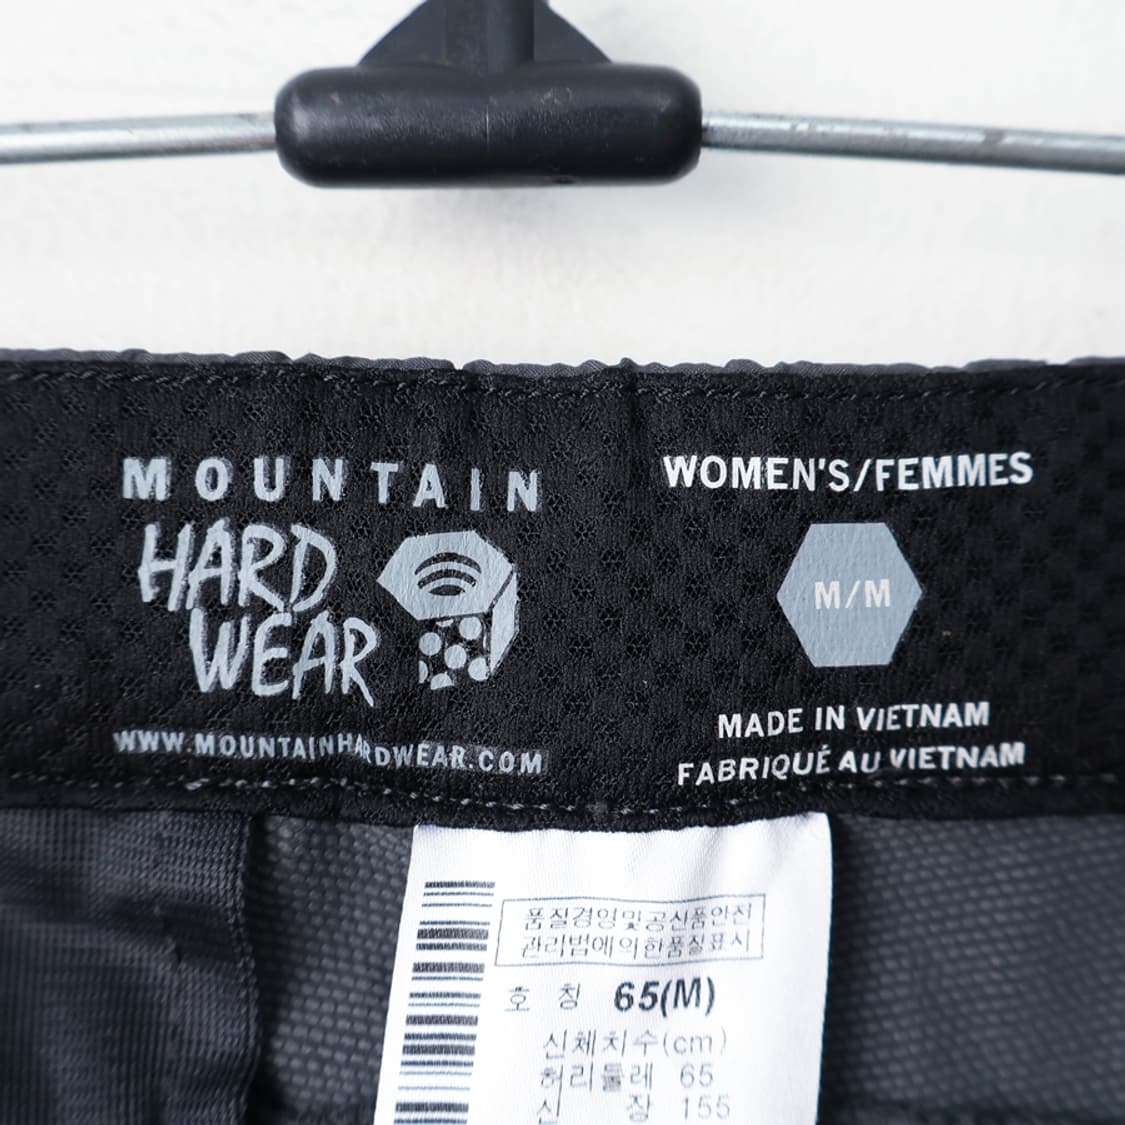 MOUNTAIN
HARD
WEAR
WWW.MOUNTAINHARDWEAR.COM
WOMEN'S/FEMMES
M/M
MADE IN VIETNAM
FABRIQUÉ AU VIETNAM
품질경영및공산품안전
관리법에의한품질표시
호 칭 65(M)
신체치수(cm)
허리둘레 65
신 장 155